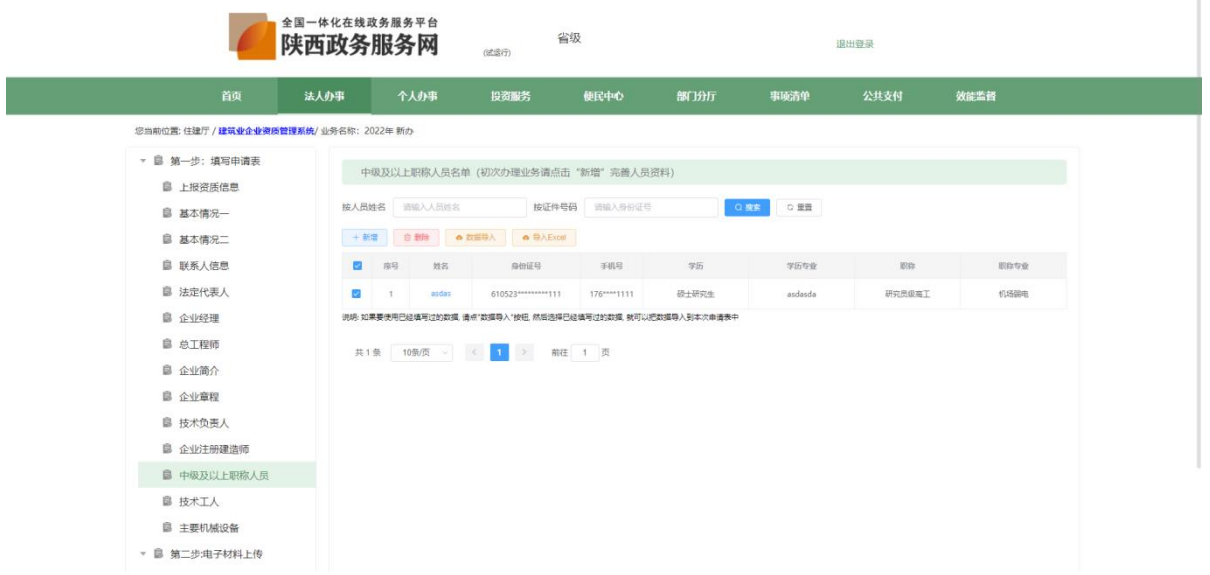 全国一体化在线政务服务平台
陕西政务服务网
(试运行)
省级
退出登录
首页 法人办事 个人办事 投资服务 便民中心 部门分厅 事项清单 公共支付 效能监督
您当前位置: 住建厅 / 建筑业企业资质管理系统/ 业务名称: 2022年 新办
第一步: 填写申请表
上报资质信息
基本情况一
基本情况二
联系人信息
法定代表人
企业经理
总工程师
企业简介
企业章程
技术负责人
企业注册建造师
中级及以上职称人员
技术工人
主要机械设备
第二步:电子材料上传
中级及以上职称人员名单 (初次办理业务请点击 "新增" 完善人员资料)
按人员姓名 请输入人员姓名 按证件号码 请输入身份证号 搜索 重置
+ 新增 删除 数据导入 导入Excel
序号 姓名 身份证号 手机号 学历 学历专业 职称 职称专业
1 asdas 610523*********111 176****1111 硕士研究生 asdasda 研究员级高工 机场弱电
说明: 如果要使用已经填写过的数据, 请点"数据导入"按钮, 然后选择已经填写过的数据, 就可以把数据导入到本次申请表中
共 1 条 10条/页 < 1 > 前往 1 页